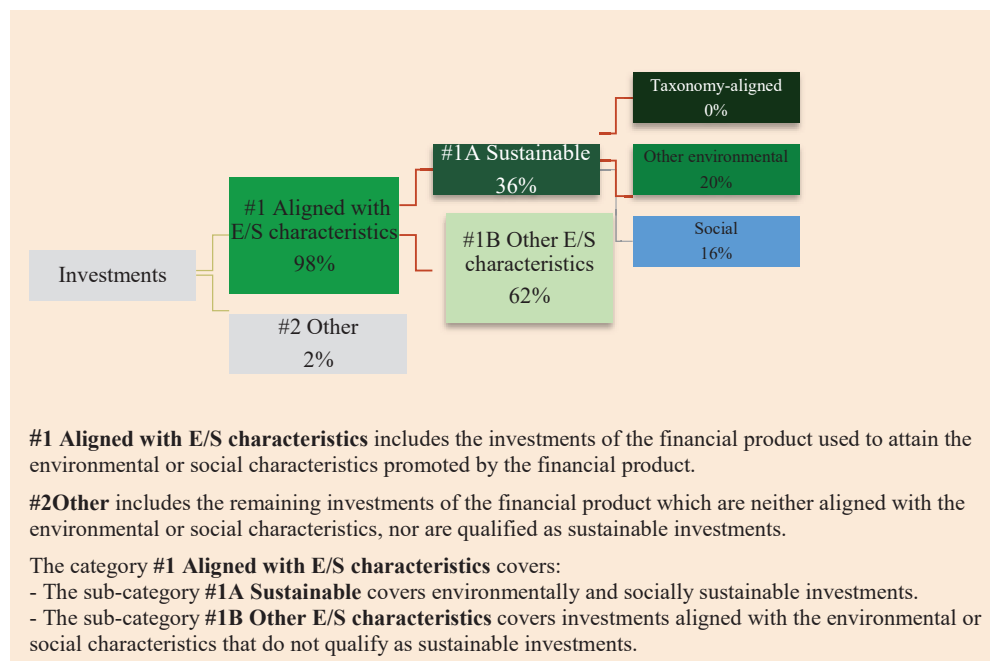 Taxonomy-aligned
0%
#1A Sustainable
36%
Other environmental
20%
#1 Aligned with
E/S characteristics
98%
#1B Other E/S
characteristics
62%
Social
16%
Investments
#2 Other
2%
#1 Aligned with E/S characteristics includes the investments of the financial product used to attain the
environmental or social characteristics promoted by the financial product.
#2Other includes the remaining investments of the financial product which are neither aligned with the
environmental or social characteristics, nor are qualified as sustainable investments.
The category #1 Aligned with E/S characteristics covers:
- The sub-category #1A Sustainable covers environmentally and socially sustainable investments.
- The sub-category #1B Other E/S characteristics covers investments aligned with the environmental or
social characteristics that do not qualify as sustainable investments.